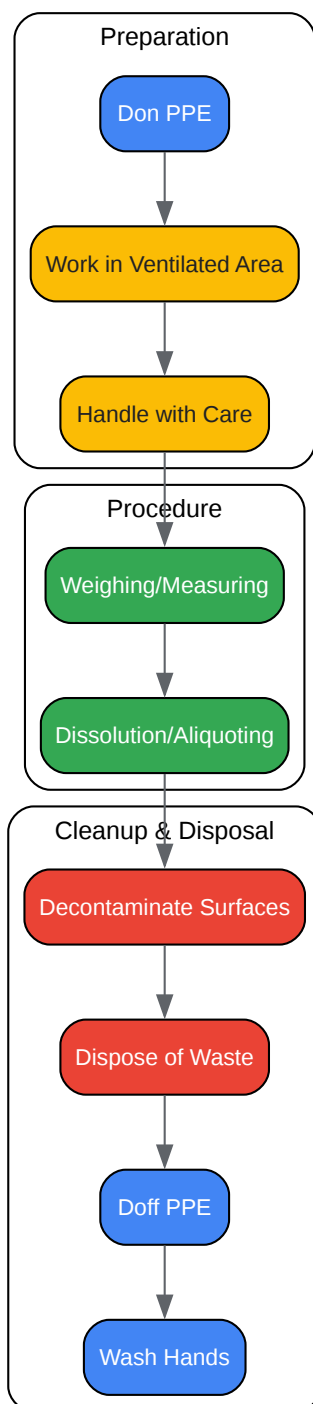 Preparation
Don PPE
Work in Ventilated Area
Handle with Care
Procedure
Weighing/Measuring
Dissolution/Aliquoting
Cleanup & Disposal
Decontaminate Surfaces
Dispose of Waste
Doff PPE
Wash Hands